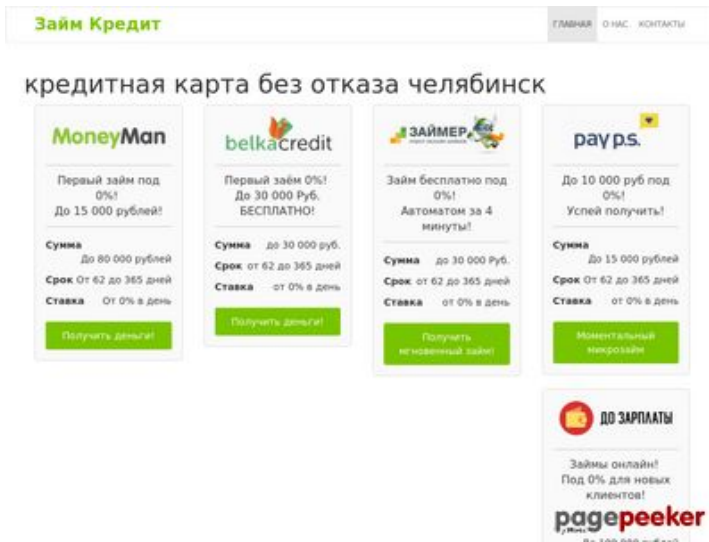 Займ Кредит
ГЛАВНАЯ О НАС КОНТАКТЫ
кредитная карта без отказа челябинск
MoneyMan
Первый займ под
0%!
До 15 000 рублей!
Сумма
До 80 000 рублей
Срок От 62 до 365 дней
Ставка От 0% в день
Получить деньги!
belkacredit
Первый заём 0%!
До 30 000 Руб.
БЕСПЛАТНО!
Сумма до 30 000 руб.
Срок от 62 до 365 дней
Ставка от 0% в день
Получить деньги!
ЗАЙМЕР
Займ бесплатно под
0%!
Автоматом за 4
минуты!
Сумма до 30 000 Руб.
Срок от 62 до 365 дней
Ставка от 0% в день
Получить
мгновенный займ!
pay p.s.
До 10 000 руб под
0%!
Успей получить!
Сумма
До 15 000 рублей
Срок От 62 до 365 дней
Ставка От 0% в день
Моментальный
микрозайм
ДО ЗАРПЛАТЫ
Займы онлайн!
Под 0% для новых
клиентов!
pagepeeker
До 100 000 рублей